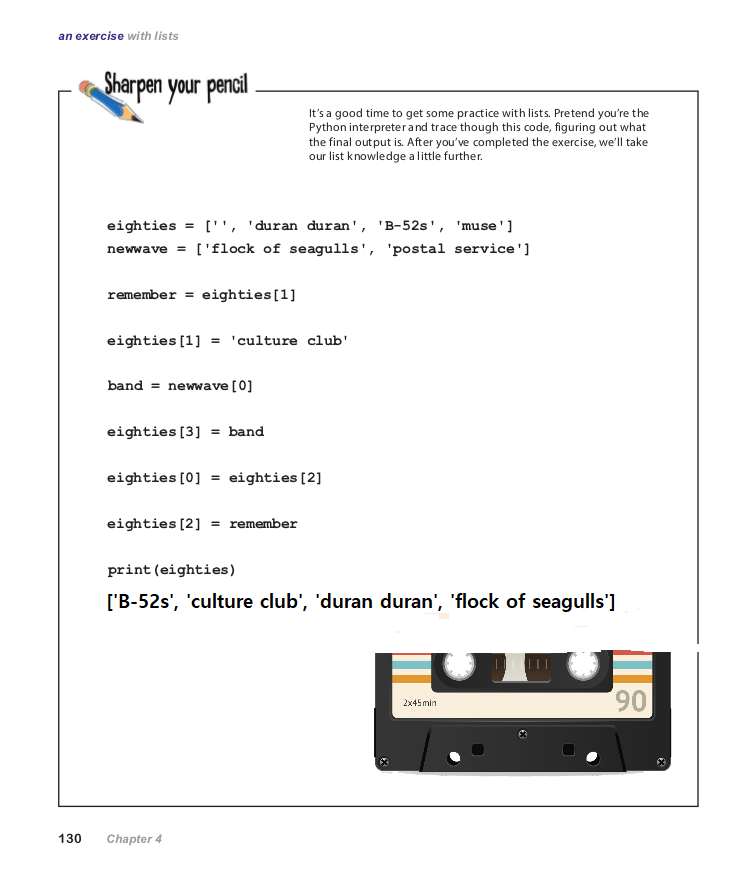 an exercise with lists
Sharpen your pencil
It's a good time to get some practice with lists. Pretend you're the
Python interpreter and trace though this code, figuring out what
the final output is. After you've completed the exercise, we'll take
our list knowledge a little further.
eighties = ['', 'duran duran', 'B-52s', 'muse']
newwave = ['flock of seagulls', 'postal service']
remember = eighties[1]
eighties[1] = 'culture club'
band = newwave[0]
eighties[3] = band
eighties[0] = eighties[2]
eighties[2] = remember
print(eighties)
['B-52s', 'culture club', 'duran duran', 'flock of seagulls']
2x45min
90
130 Chapter 4